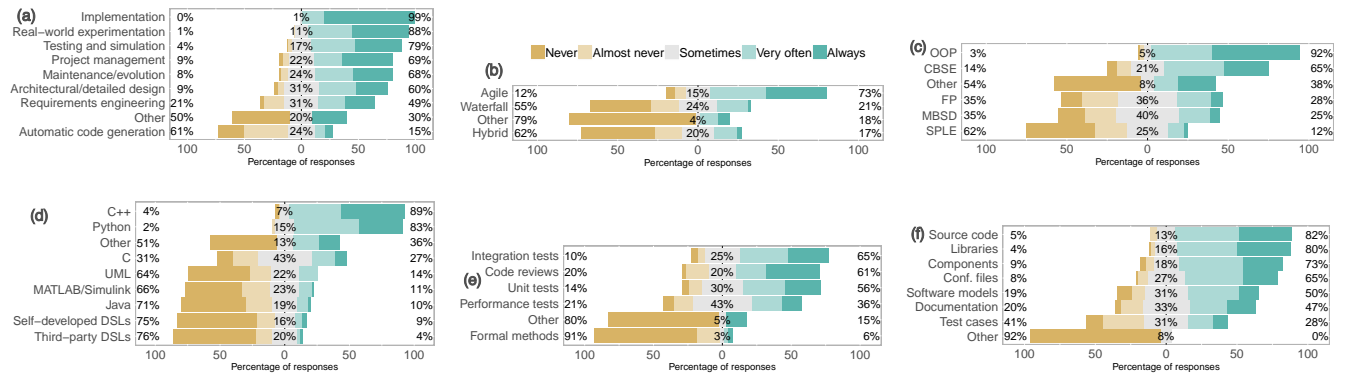 (a)
Implementation 0% 1% 99%
Real-world experimentation 1% 11% 88%
Testing and simulation 4% 17% 79%
Project management 9% 22% 69%
Maintenance/evolution 8% 24% 68%
Architectural/detailed design 9% 31% 60%
Requirements engineering 21% 31% 49%
Other 50% 20% 30%
Automatic code generation 61% 24% 15%
100 50 0 50 100
Percentage of responses
Never Almost never Sometimes Very often Always
(b)
Agile 12% 15% 73%
Waterfall 55% 24% 21%
Other 79% 4% 18%
Hybrid 62% 20% 17%
100 50 0 50 100
Percentage of responses
(c)
OOP 3% 5% 92%
CBSE 14% 21% 65%
Other 54% 8% 38%
FP 35% 36% 28%
MBSD 35% 40% 25%
SPLE 62% 25% 12%
100 50 0 50 100
Percentage of responses
(d)
C++ 4% 7% 89%
Python 2% 15% 83%
Other 51% 13% 36%
C 31% 43% 27%
UML 64% 22% 14%
MATLAB/Simulink 66% 23% 11%
Java 71% 19% 10%
Self-developed DSLs 75% 16% 9%
Third-party DSLs 76% 20% 4%
100 50 0 50 100
Percentage of responses
(e)
Integration tests 10% 25% 65%
Code reviews 20% 20% 61%
Unit tests 14% 30% 56%
Performance tests 21% 43% 36%
Other 80% 5% 15%
Formal methods 91% 3% 6%
100 50 0 50 100
Percentage of responses
(f)
Source code 5% 13% 82%
Libraries 4% 16% 80%
Components 9% 18% 73%
Conf. files 8% 27% 65%
Software models 19% 31% 50%
Documentation 20% 33% 47%
Test cases 41% 31% 28%
Other 92% 8% 0%
100 50 0 50 100
Percentage of responses